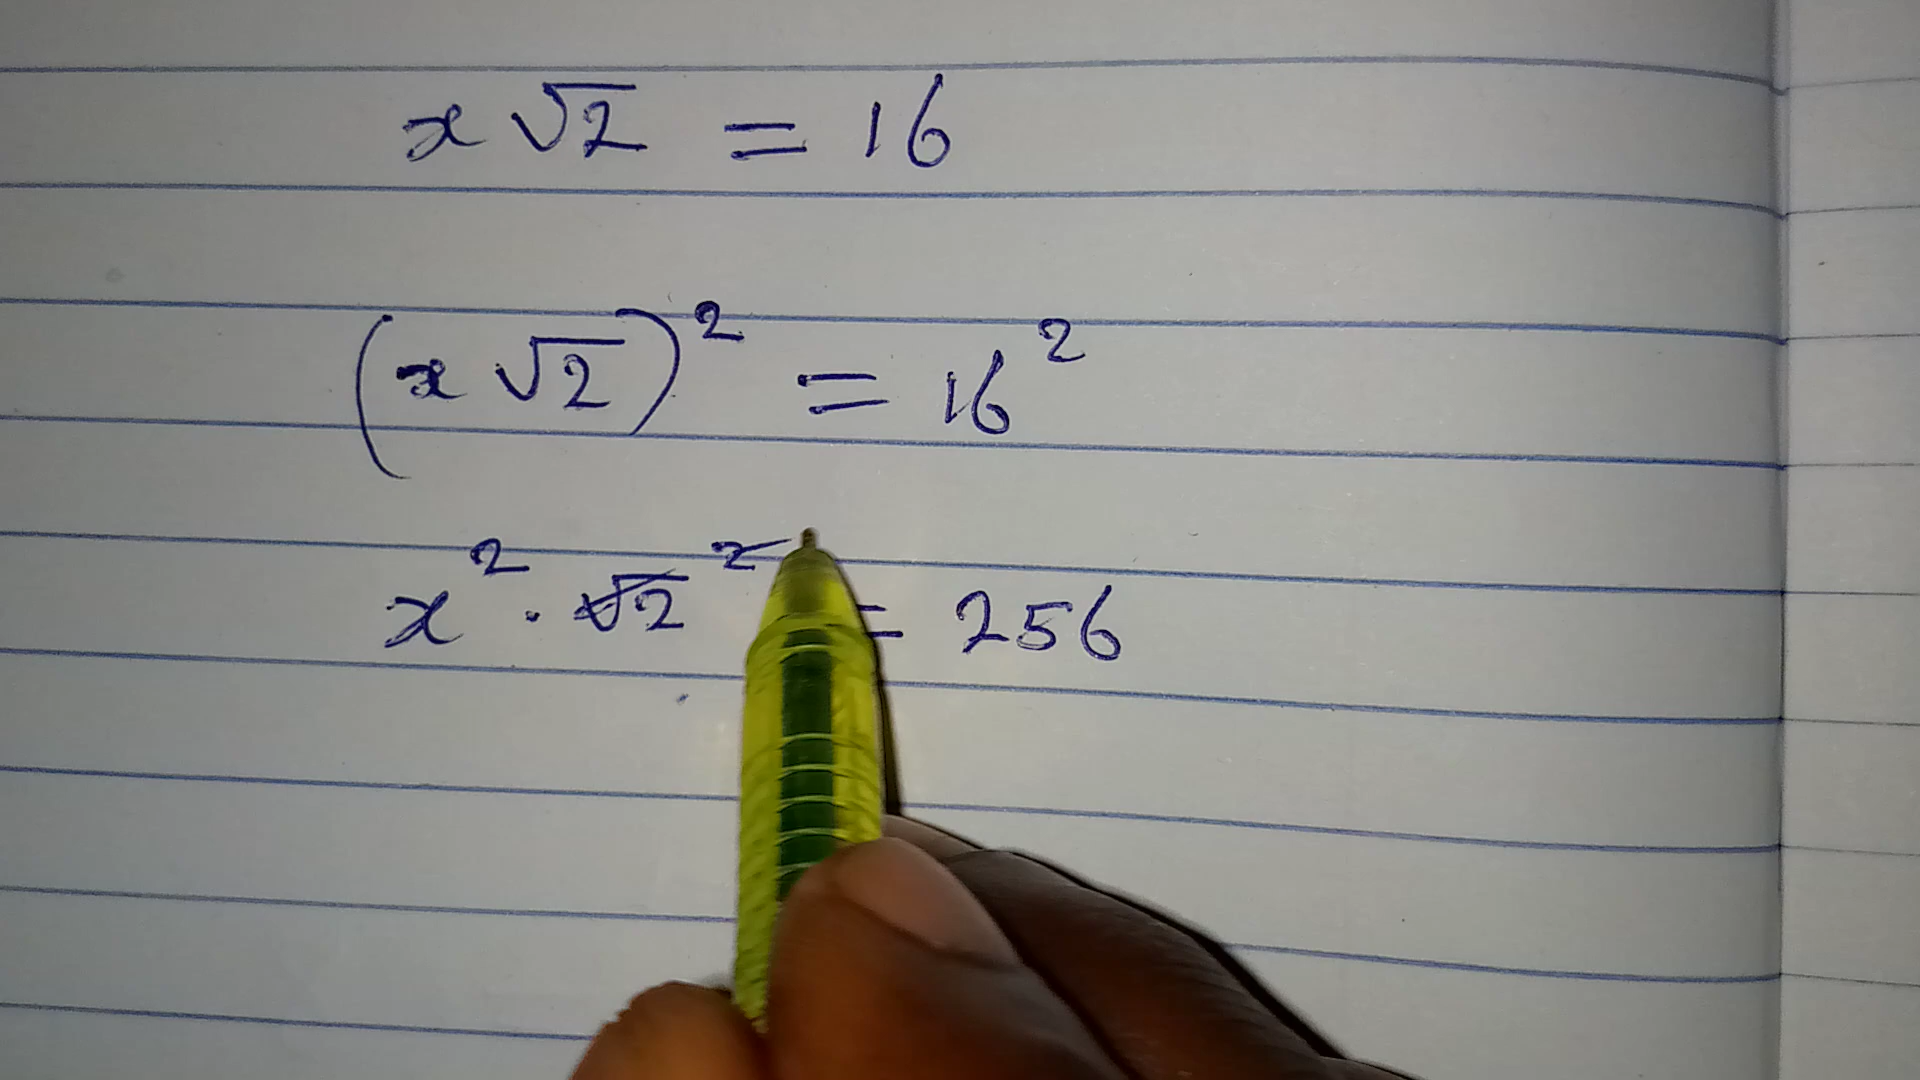 x √2 = 16
(x √2)² = 16²
x² · √2² = 256